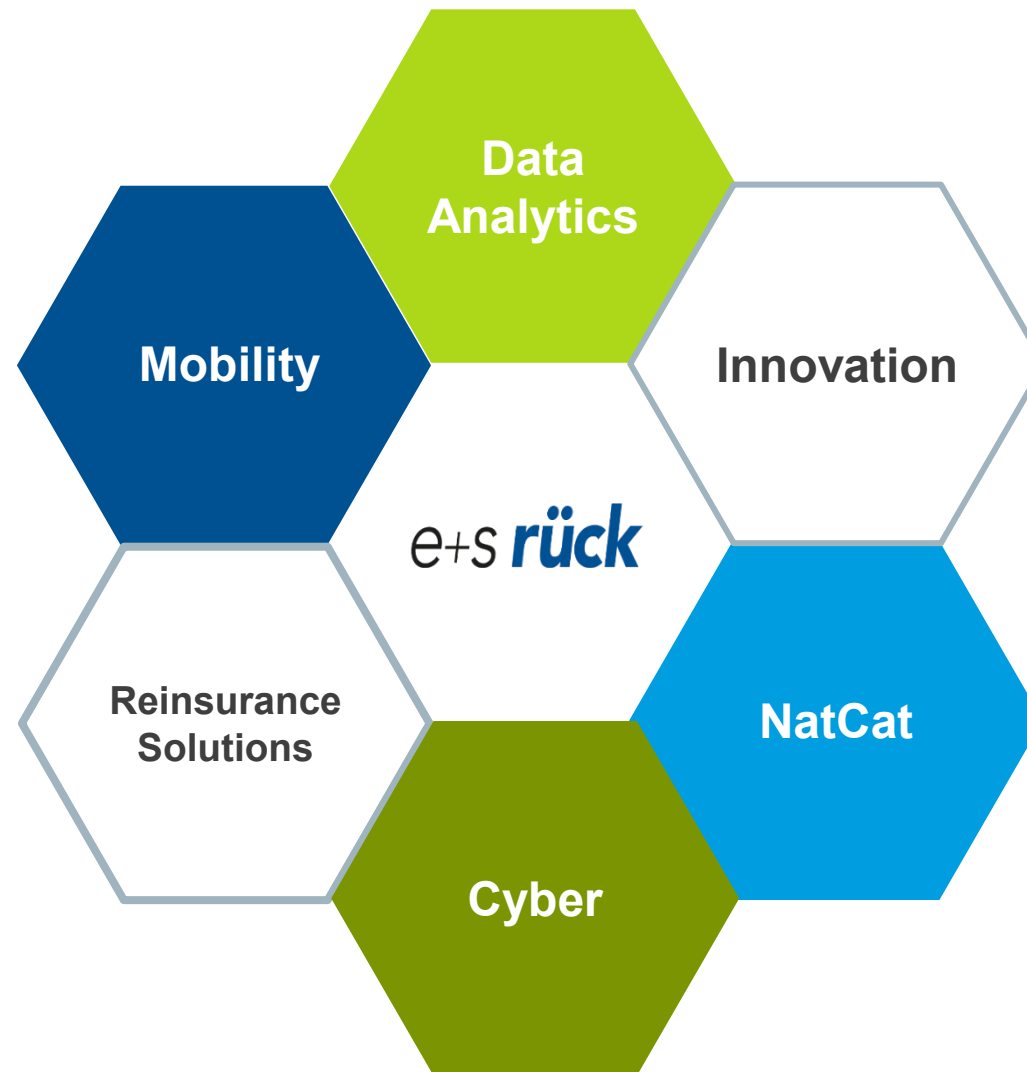 Data
Analytics
Mobility
Innovation
e+s rück
Reinsurance
Solutions
NatCat
Cyber